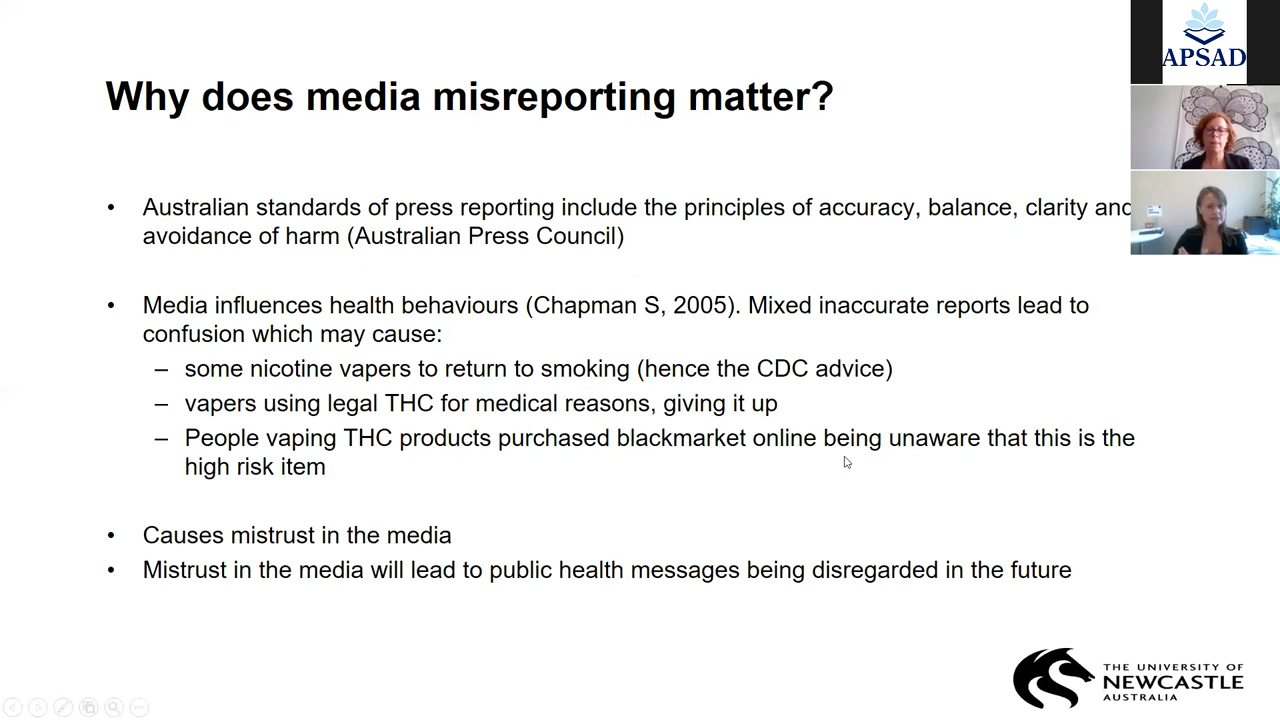 APSAD
Why does media misreporting matter?
• Australian standards of press reporting include the principles of accuracy, balance, clarity and
avoidance of harm (Australian Press Council)
• Media influences health behaviours (Chapman S, 2005). Mixed inaccurate reports lead to
confusion which may cause:
– some nicotine vapers to return to smoking (hence the CDC advice)
– vapers using legal THC for medical reasons, giving it up
– People vaping THC products purchased blackmarket online being unaware that this is the
high risk item
• Causes mistrust in the media
• Mistrust in the media will lead to public health messages being disregarded in the future
THE UNIVERSITY OF
NEWCASTLE
AUSTRALIA